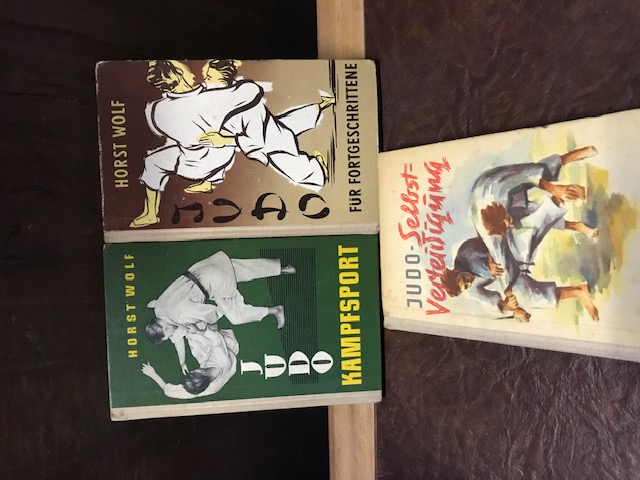 HORST WOLF
JUDO
FÜR FORTGESCHRITTENE
HORST WOLF
JUDO
KAMPFSPORT
JUDO-Selbst=
Verteidigung